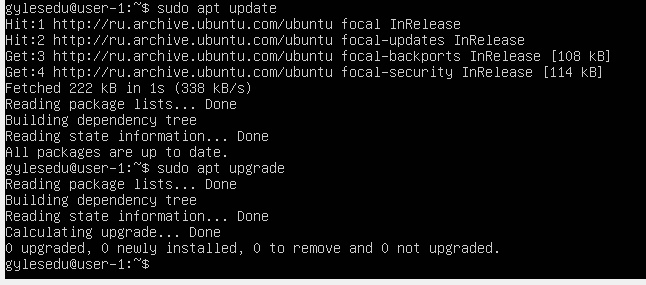 gylesedu@user-1:~$ sudo apt update
Hit:1 http://ru.archive.ubuntu.com/ubuntu focal InRelease
Hit:2 http://ru.archive.ubuntu.com/ubuntu focal-updates InRelease
Get:3 http://ru.archive.ubuntu.com/ubuntu focal-backports InRelease [108 kB]
Get:4 http://ru.archive.ubuntu.com/ubuntu focal-security InRelease [114 kB]
Fetched 222 kB in 1s (338 kB/s)
Reading package lists... Done
Building dependency tree
Reading state information... Done
All packages are up to date.
gylesedu@user-1:~$ sudo apt upgrade
Reading package lists... Done
Building dependency tree
Reading state information... Done
Calculating upgrade... Done
0 upgraded, 0 newly installed, 0 to remove and 0 not upgraded.
gylesedu@user-1:~$